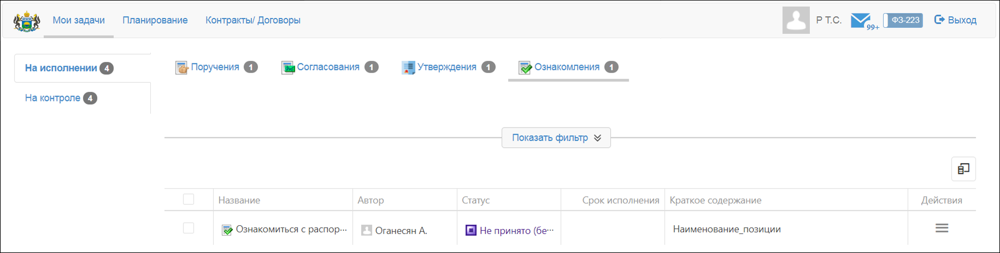 Мои задачи Планирование Контракты/ Договоры Р Т.С. 99+ ФЗ-223 Выход
На исполнении 4 Поручения 1 Согласования 1 Утверждения 1 Ознакомления 1
На контроле 4
Показать фильтр
Название Автор Статус Срок исполнения Краткое содержание Действия
Ознакомиться с распор··· Оганесян А. Не принято (бе··· Наименование_позиции